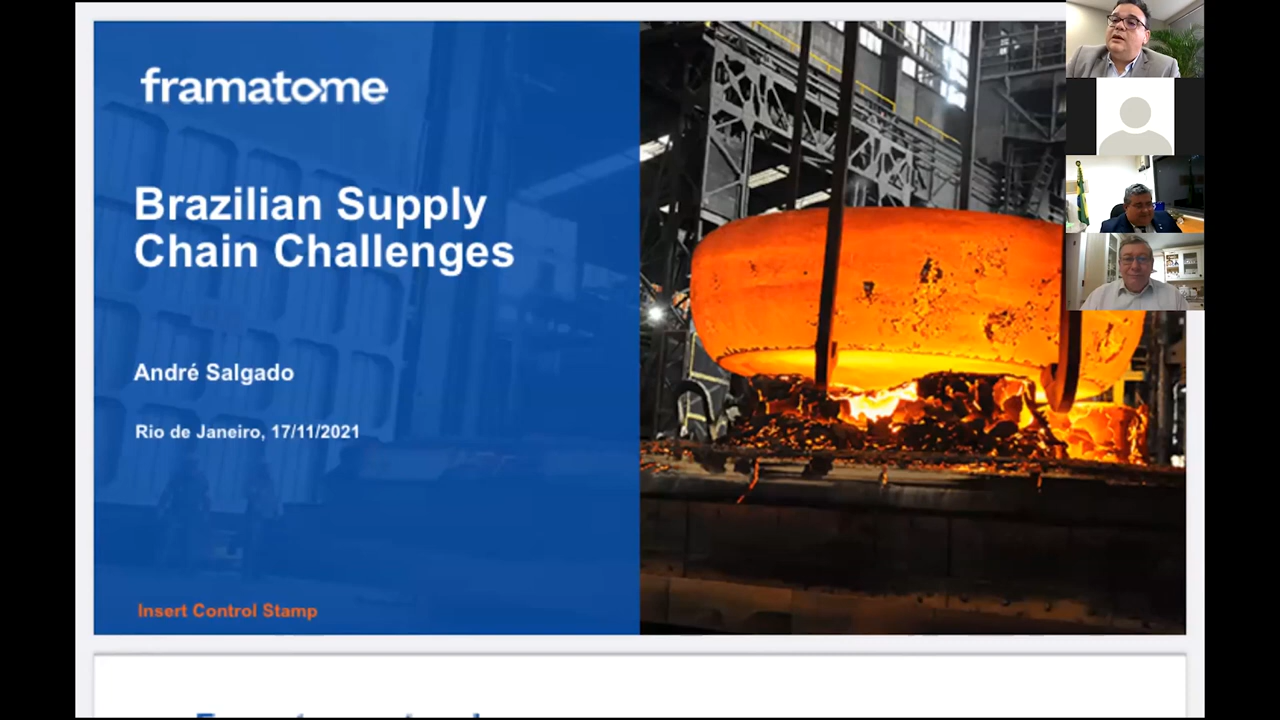 framatome
Brazilian Supply
Chain Challenges
André Salgado
Rio de Janeiro, 17/11/2021
Insert Control Stamp